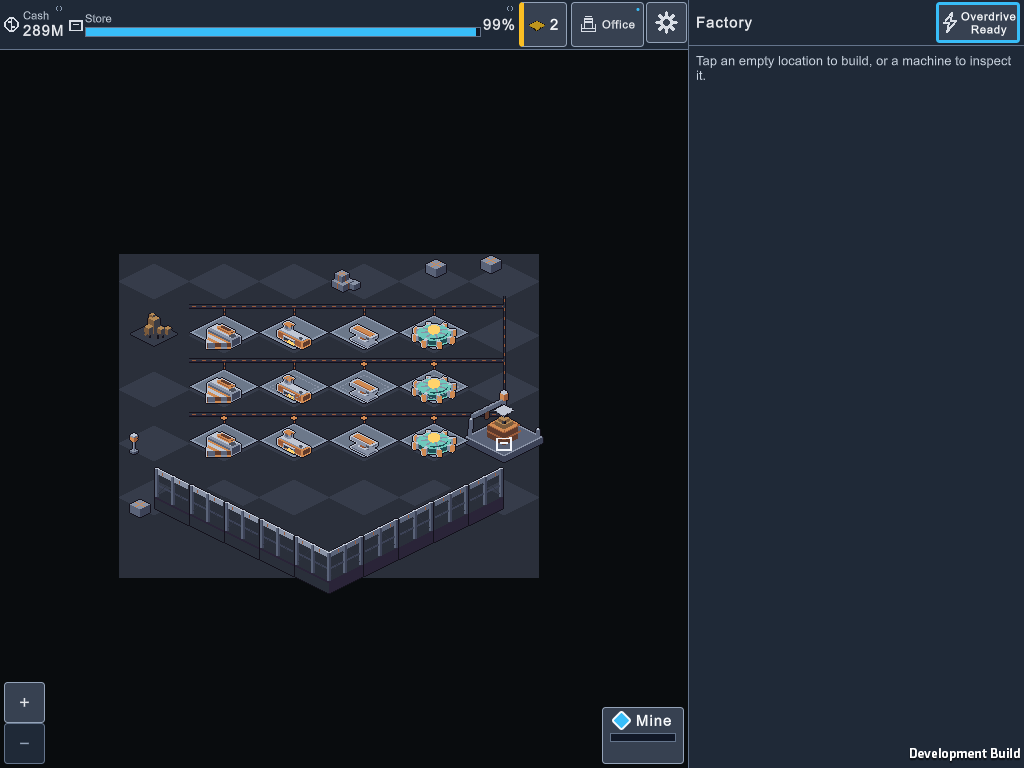 Cash
289M
Store
99%
2
Office
Factory
Overdrive
Ready
Tap an empty location to build, or a machine to inspect
it.
+
−
Mine
Development Build